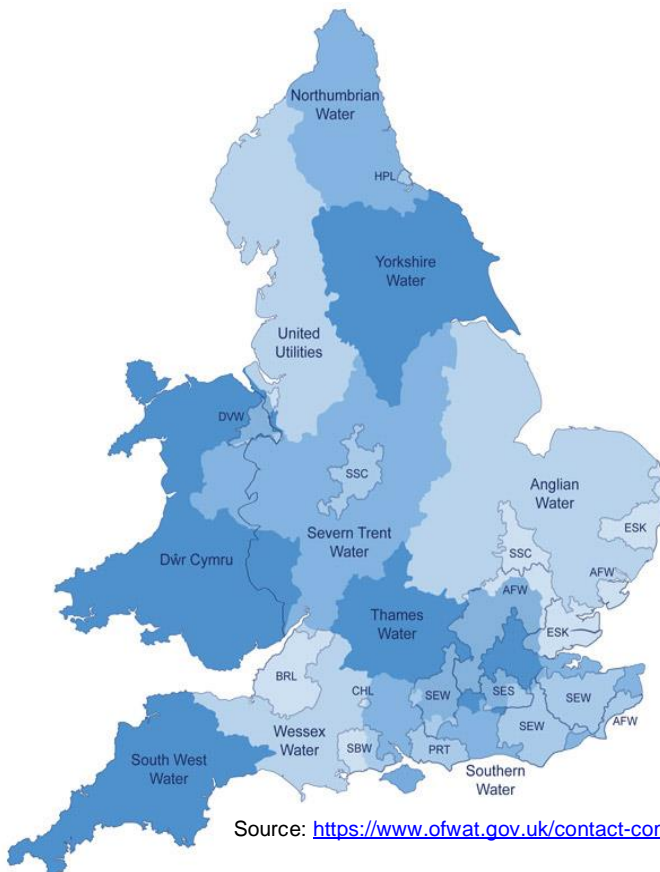 Northumbrian
Water
HPL
Yorkshire
Water
United
Utilities
DVW
SSC
Anglian
Water
ESK
Severn Trent
Water
SSC
Dŵr Cymru
AFW
AFW
Thames
Water
ESK
BRL
CHL
SEW
SES
SEW
AFW
Wessex
Water
SBW
PRT
SEW
South West
Water
Southern
Water
Source: https://www.ofwat.gov.uk/contact-con